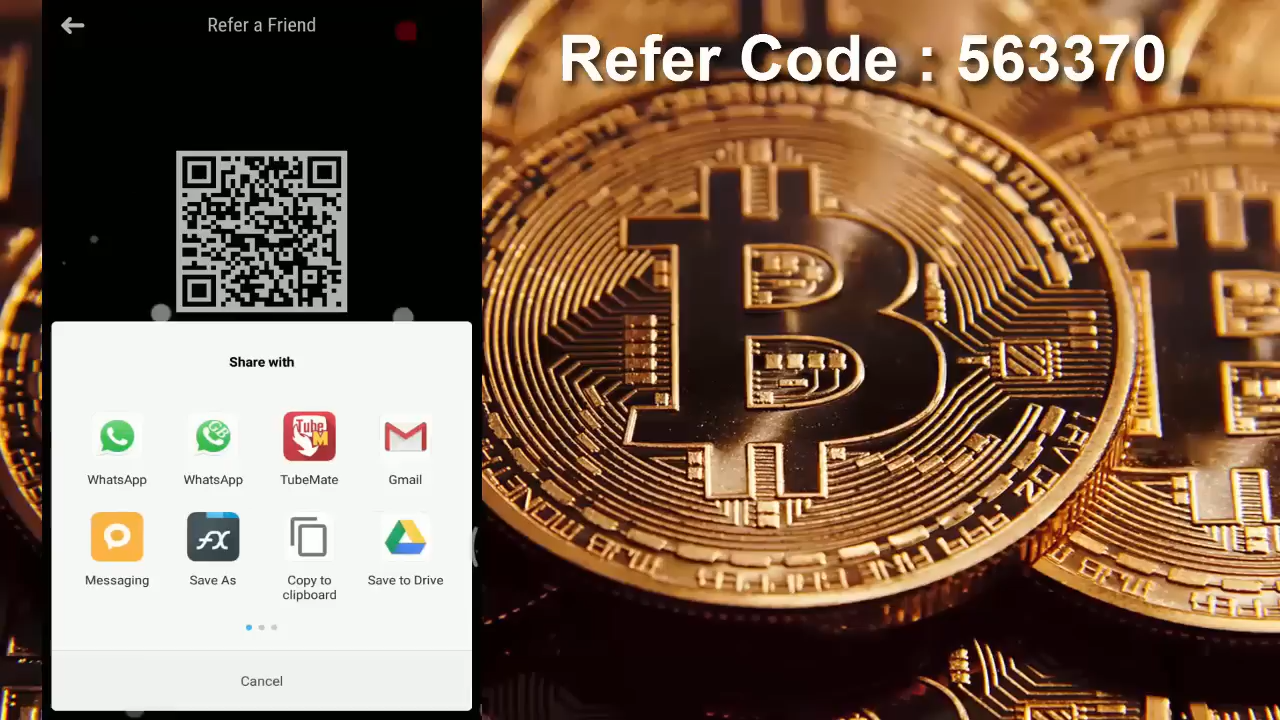 Refer a Friend
Refer Code : 563370
Share with
WhatsApp
WhatsApp
TubeMate
Gmail
Messaging
Save As
Copy to
clipboard
Save to Drive
Cancel